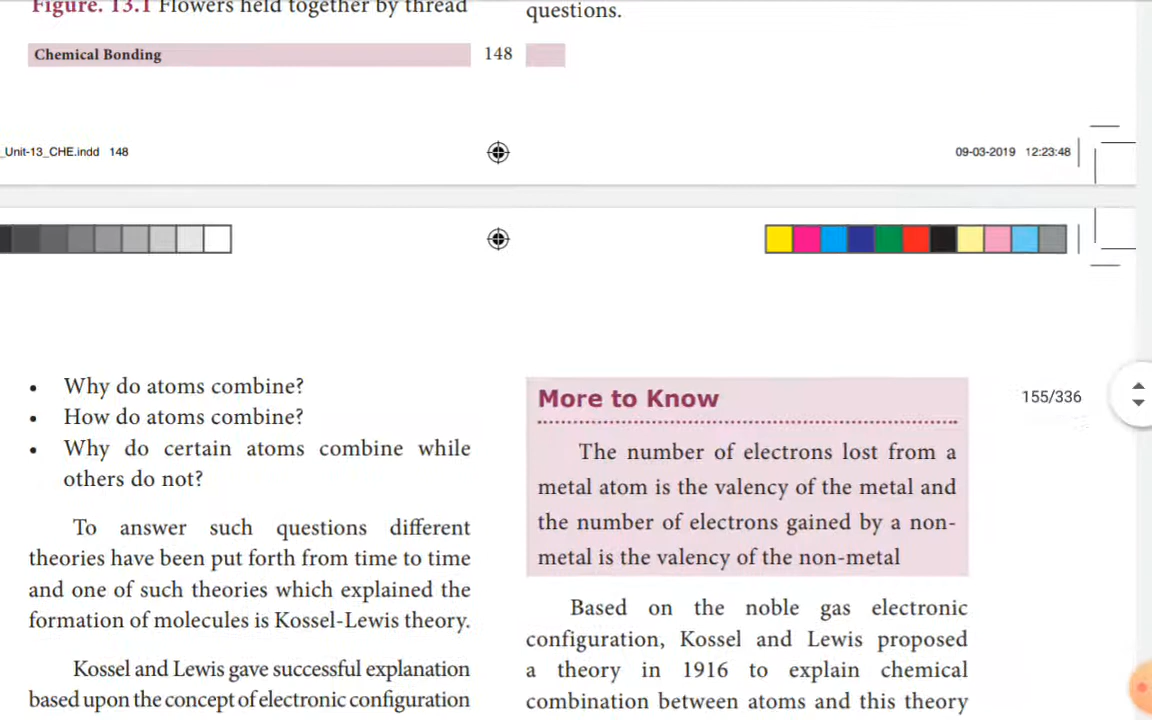 Figure. 13.1 Flowers held together by thread
questions.
Chemical Bonding
148
_Unit-13_CHE.indd 148
09-03-2019 12:23:48
• Why do atoms combine?
• How do atoms combine?
• Why do certain atoms combine while
others do not?
To answer such questions different
theories have been put forth from time to time
and one of such theories which explained the
formation of molecules is Kossel-Lewis theory.
Kossel and Lewis gave successful explanation
based upon the concept of electronic configuration
More to Know
The number of electrons lost from a
metal atom is the valency of the metal and
the number of electrons gained by a non-
metal is the valency of the non-metal
Based on the noble gas electronic
configuration, Kossel and Lewis proposed
a theory in 1916 to explain chemical
combination between atoms and this theory
155/336